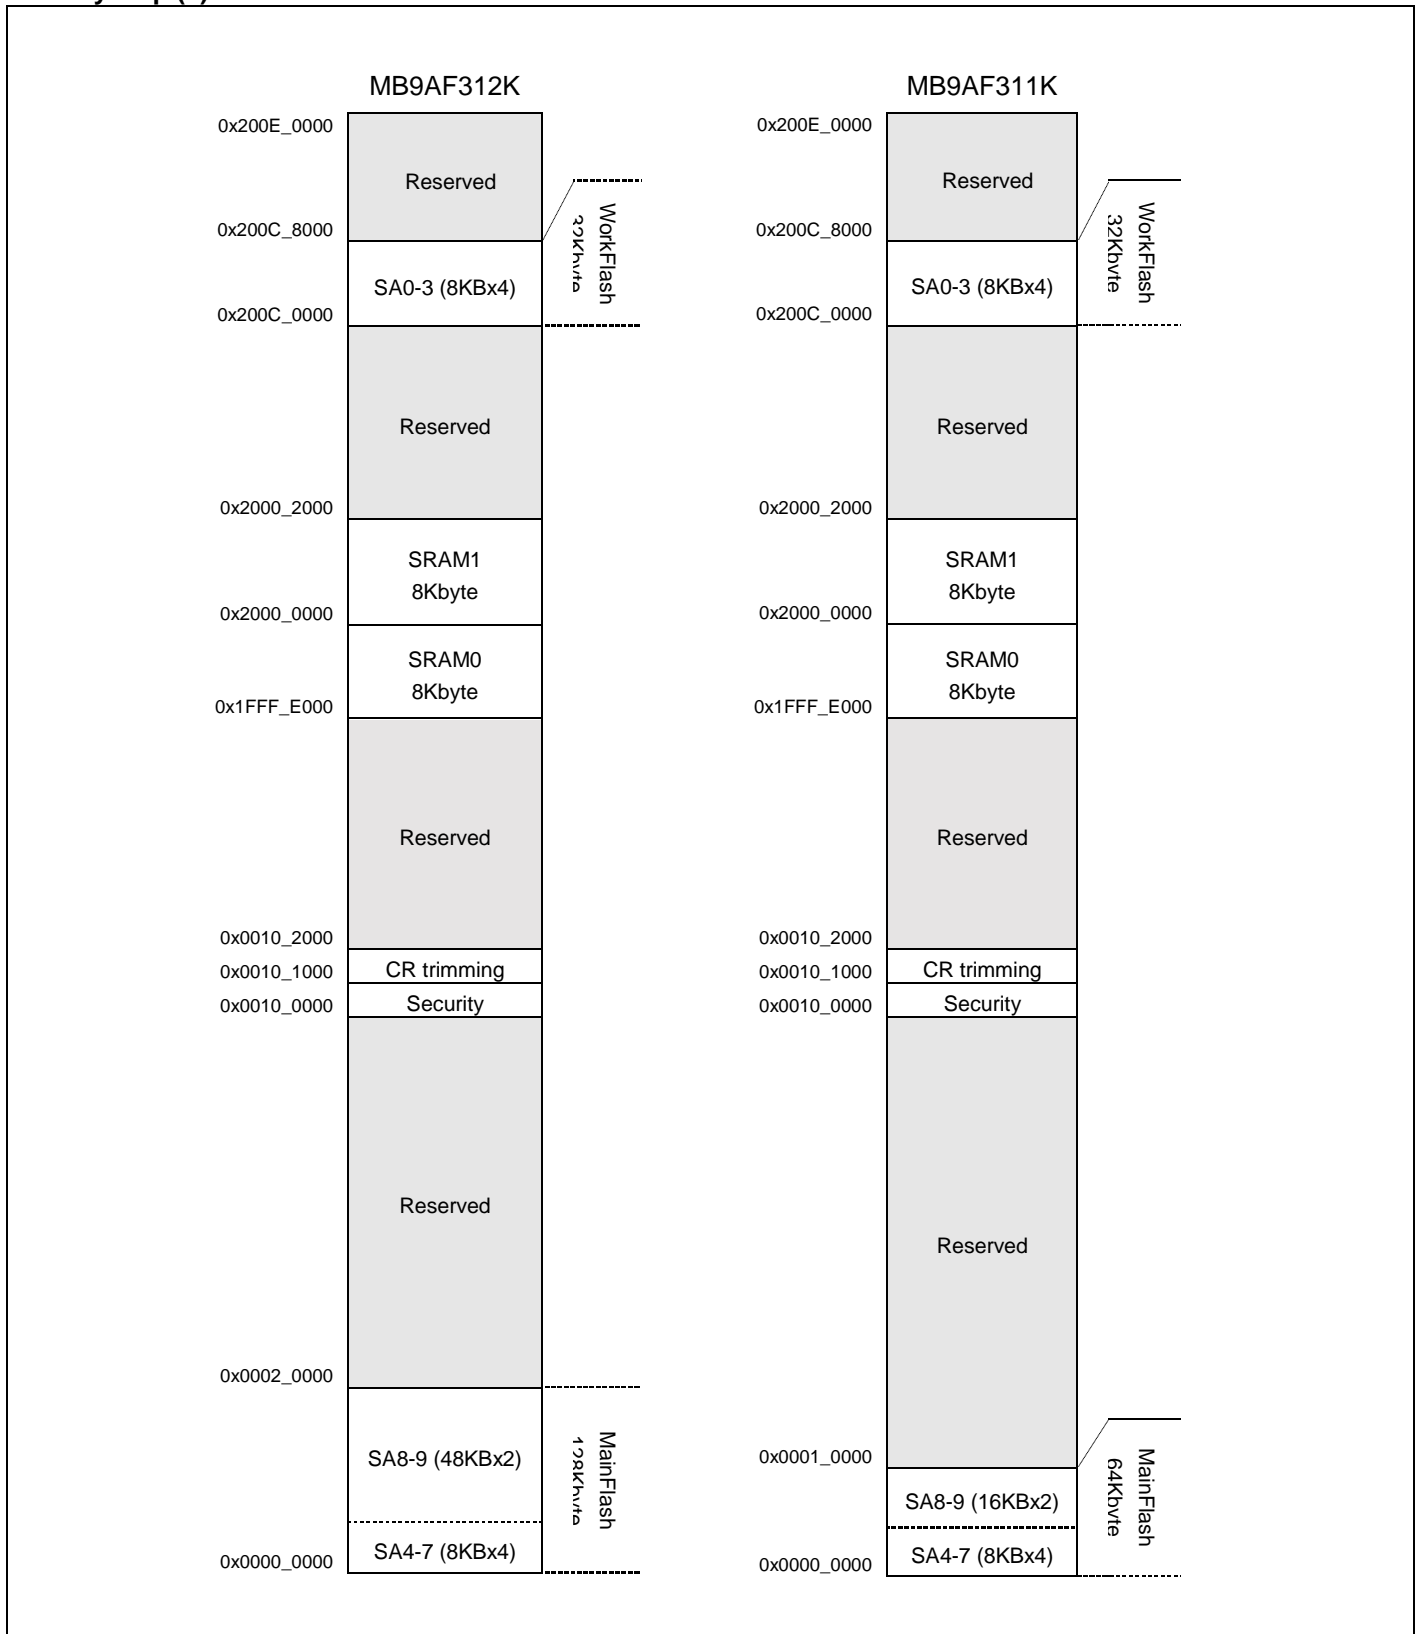 MB9AF312K
0x200E_0000
Reserved
0x200C_8000
SA0-3 (8KBx4)
0x200C_0000
WorkFlash
32Kbyte
Reserved
0x2000_2000
SRAM1
8Kbyte
0x2000_0000
SRAM0
8Kbyte
0x1FFF_E000
Reserved
0x0010_2000
CR trimming
0x0010_1000
Security
0x0010_0000
Reserved
0x0002_0000
SA8-9 (48KBx2)
MainFlash
128Kbyte
SA4-7 (8KBx4)
0x0000_0000
MB9AF311K
0x200E_0000
Reserved
0x200C_8000
SA0-3 (8KBx4)
0x200C_0000
WorkFlash
32Kbyte
Reserved
0x2000_2000
SRAM1
8Kbyte
0x2000_0000
SRAM0
8Kbyte
0x1FFF_E000
Reserved
0x0010_2000
CR trimming
0x0010_1000
Security
0x0010_0000
Reserved
0x0001_0000
SA8-9 (16KBx2)
MainFlash
64Kbyte
SA4-7 (8KBx4)
0x0000_0000